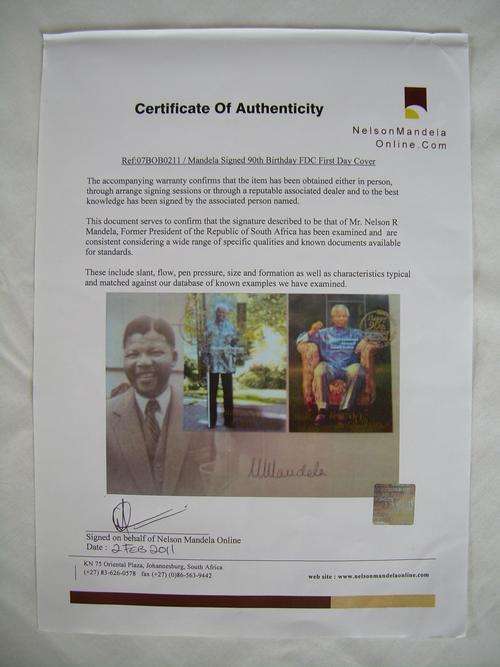 Certificate Of Authenticity
NelsonMandela
Online.Com
Ref:07BOB0211 / Mandela Signed 90th Birthday FDC First Day Cover
The accompanying warranty confirms that the item has been obtained either in person,
through arrange signing sessions or through a reputable associated dealer and to the best
knowledge has been signed by the associated person named.
This document serves to confirm that the signature described to be that of Mr. Nelson R
Mandela, Former President of the Republic of South Africa has been examined and are
consistent considering a wide range of specific qualities and known documents available
for standards.
These include slant, flow, pen pressure, size and formation as well as characteristics typical
and matched against our database of known examples we have examined.
NMandela
Signed on behalf of Nelson Mandela Online
Date : 2 FEB 2011
KN 75 Oriental Plaza, Johannesburg, South Africa
(+27) 83-626-0578 fax (+27) (0)86-563-9442
web site : www.nelsonmandelaonline.com